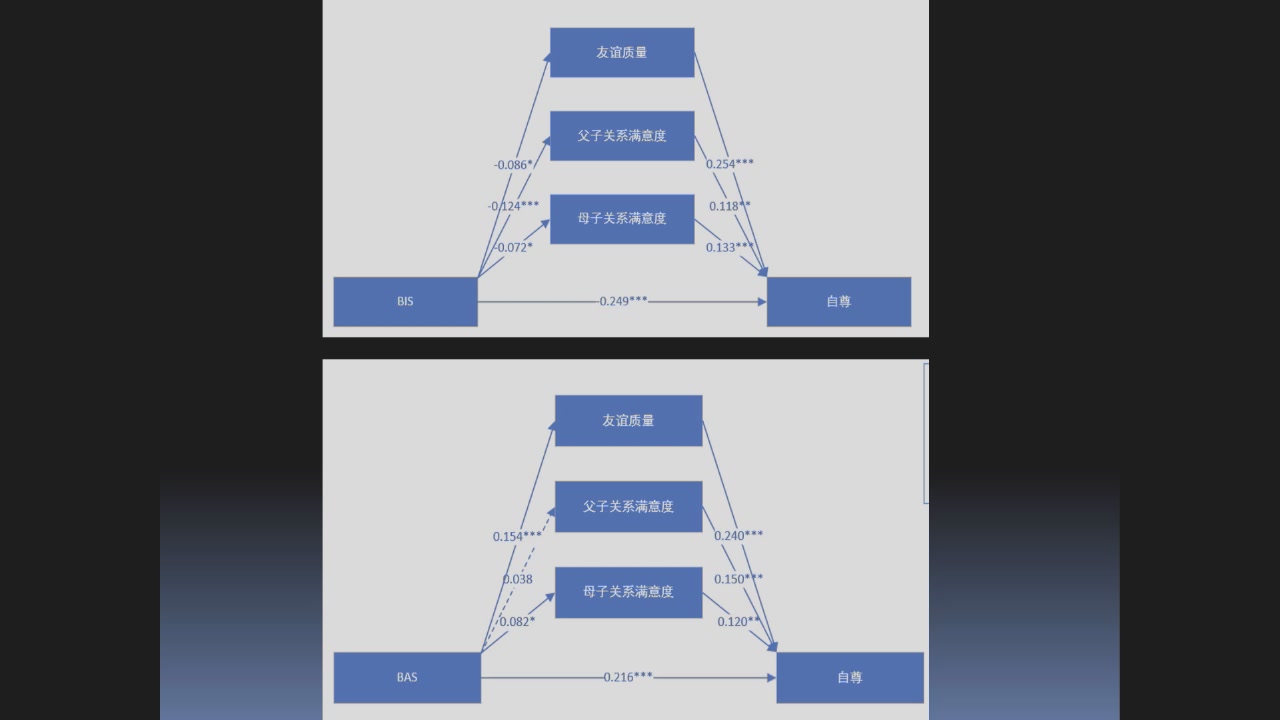 友谊质量
父子关系满意度
-0.086*
0.254***
-0.124***
0.118**
母子关系满意度
-0.072*
0.133***
BIS
-0.249***
自尊
友谊质量
父子关系满意度
0.154***
0.240***
0.038
0.150***
母子关系满意度
0.082*
0.120**
BAS
0.216***
自尊